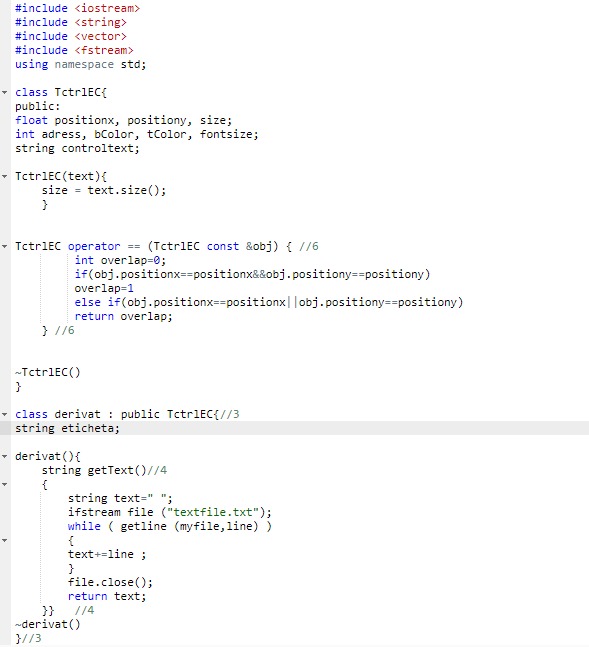 #include <iostream>
#include <string>
#include <vector>
#include <fstream>
using namespace std;
class TctrlEC{
public:
float positionx, positiony, size;
int adress, bColor, tColor, fontsize;
string controltext;
TctrlEC(text){
size = text.size();
}
TctrlEC operator == (TctrlEC const &obj) { //6
int overlap=0;
if(obj.positionx==positionx&&obj.positiony==positiony)
overlap=1
else if(obj.positionx==positionx||obj.positiony==positiony)
return overlap;
} //6
~TctrlEC()
}
class derivat : public TctrlEC{//3
string eticheta;
derivat(){
string getText()//4
{
string text=" ";
ifstream file ("textfile.txt");
while ( getline (myfile,line) )
{
text+=line ;
}
file.close();
return text;
}} //4
~derivat()
}//3